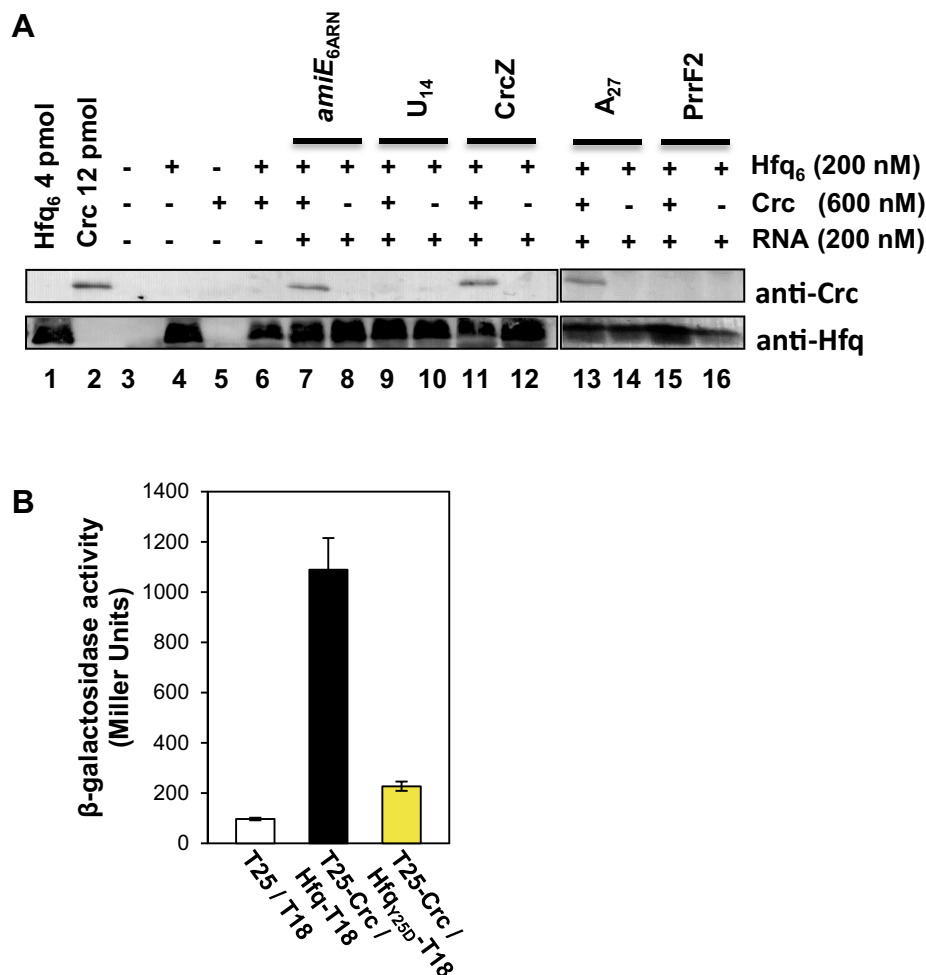 A
amiE6ARN
U14
CrcZ
A27
PrrF2
Hfq6 4 pmol
Crc 12 pmol
- + - + + + + + + + + + + + Hfq6 (200 nM)
- - + + + - + - + - + - + - Crc (600 nM)
- - - - + + + + + + + + + + RNA (200 nM)
anti-Crc
anti-Hfq
1 2 3 4 5 6 7 8 9 10 11 12 13 14 15 16
B
β-galactosidase activity
(Miller Units)
1400
1200
1000
800
600
400
200
0
T25 / T18
T25-Crc /
Hfq-T18
T25-Crc /
HfqY25D-T18